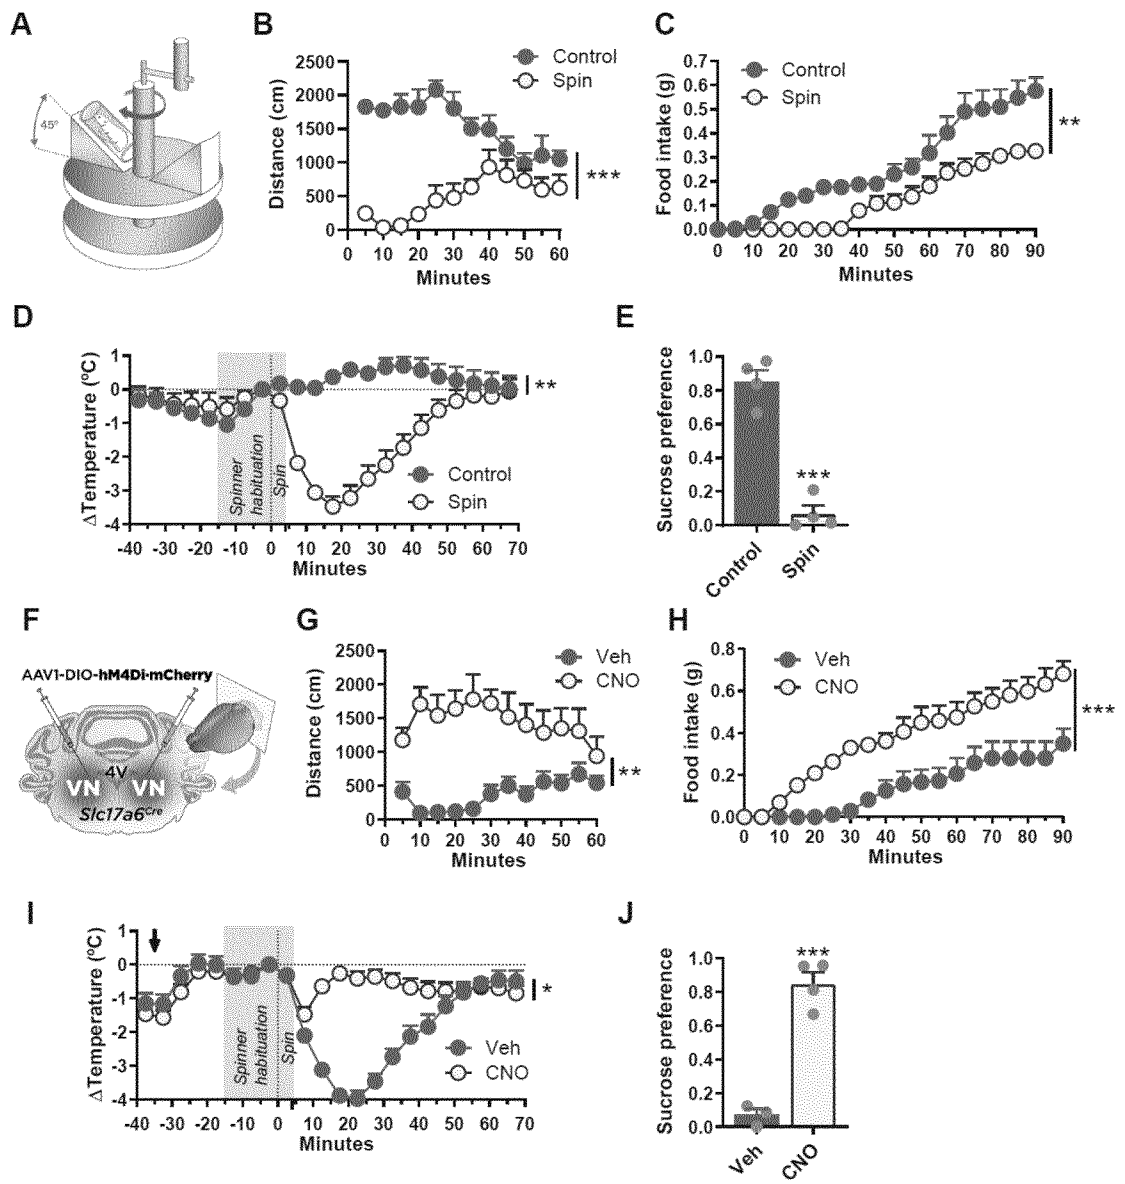 A
45º
B
Distance (cm)
2500
2000
1500
1000
500
0
Control
Spin
***
0 10 20 30 40 50 60
Minutes
C
Food intake (g)
0.7
0.6
0.5
0.4
0.3
0.2
0.1
0.0
Control
Spin
**
0 10 20 30 40 50 60 70 80 90
Minutes
D
ΔTemperature (ºC)
1
0
-1
-2
-3
-4
Spinner
habituation
Spin
Control
Spin
**
-40 -30 -20 -10 0 10 20 30 40 50 60 70
Minutes
E
Sucrose preference
1.0
0.8
0.6
0.4
0.2
0.0
***
Control
Spin
F
AAV1-DIO-hM4Di-mCherry
4V
VN VN
Slc17a6Cre
G
Distance (cm)
2500
2000
1500
1000
500
0
Veh
CNO
**
0 10 20 30 40 50 60
Minutes
H
Food intake (g)
0.8
0.6
0.4
0.2
0.0
Veh
CNO
***
0 10 20 30 40 50 60 70 80 90
Minutes
I
ΔTemperature (ºC)
1
0
-1
-2
-3
-4
Spinner
habituation
Spin
Veh
CNO
*
-40 -30 -20 -10 0 10 20 30 40 50 60 70
Minutes
J
Sucrose preference
1.0
0.8
0.6
0.4
0.2
0.0
***
Veh
CNO